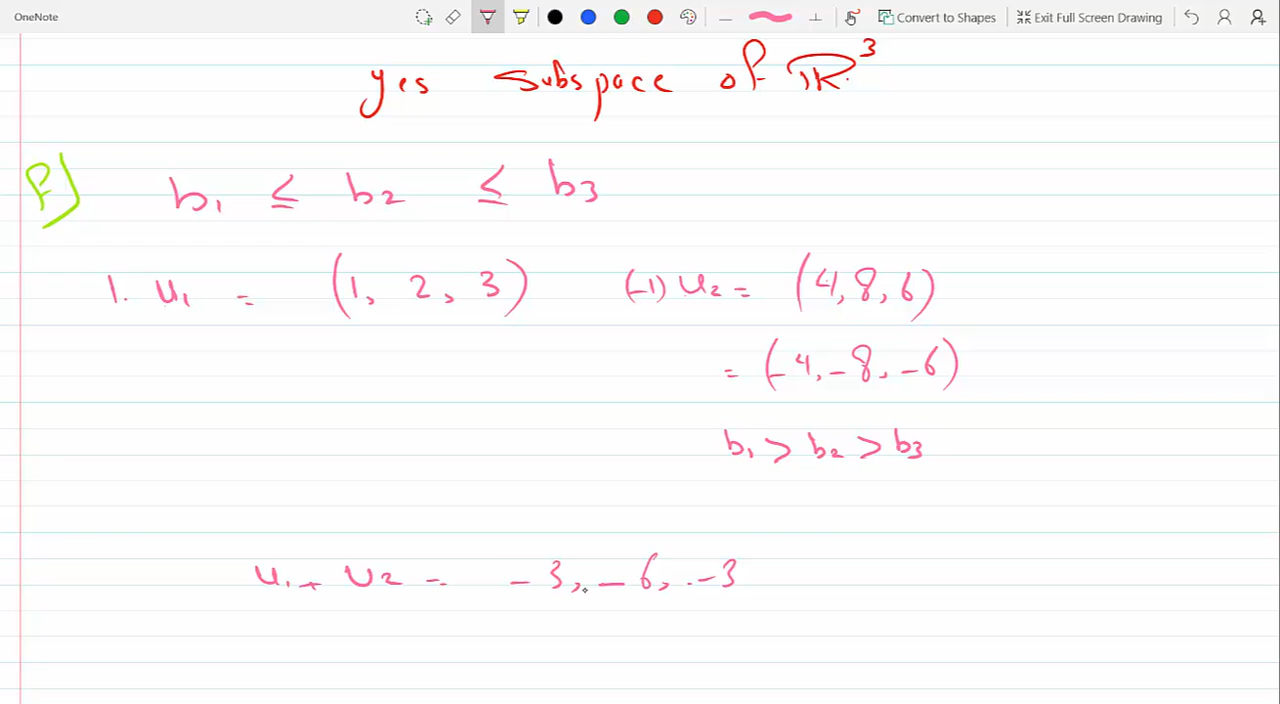 OneNote
Convert to Shapes Exit Full Screen Drawing
yes subspace of ℝ³
F) b₁ ≤ b₂ ≤ b₃
1. u₁ = (1, 2, 3) (-1) u₂ = (4, 8, 6)
= (-4, -8, -6)
b₁ > b₂ > b₃
u₁ + u₂ = -3, -6, -3